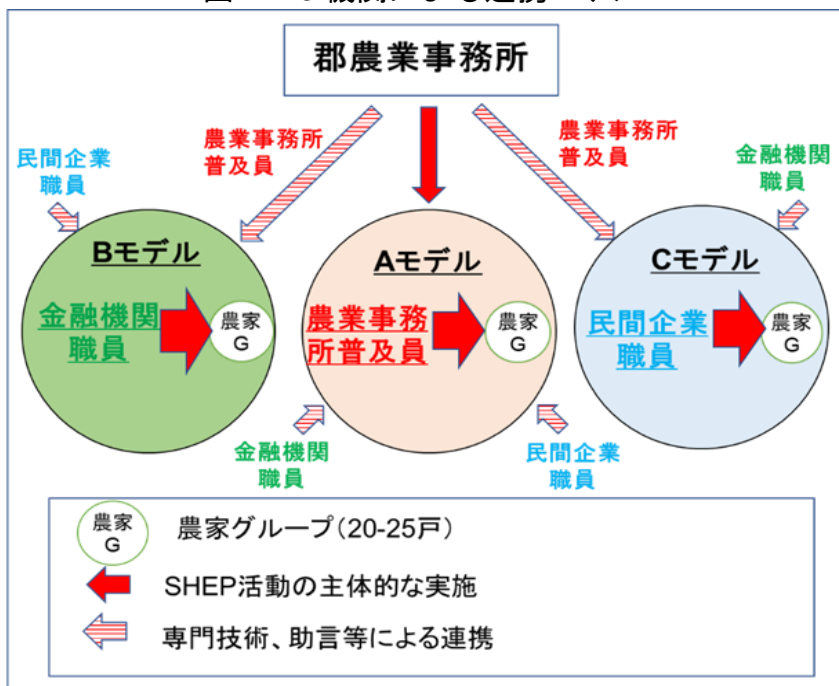 郡農業事務所
農業事務所
普及員
農業事務所
普及員
民間企業
職員
金融機関
職員
Bモデル
金融機関
職員
農家
G
Aモデル
農業事務
所普及員
農家
G
Cモデル
民間企業
職員
農家
G
金融機関
職員
民間企業
職員
農家
G
農家グループ(20-25戸)
SHEP活動の主体的な実施
専門技術、助言等による連携